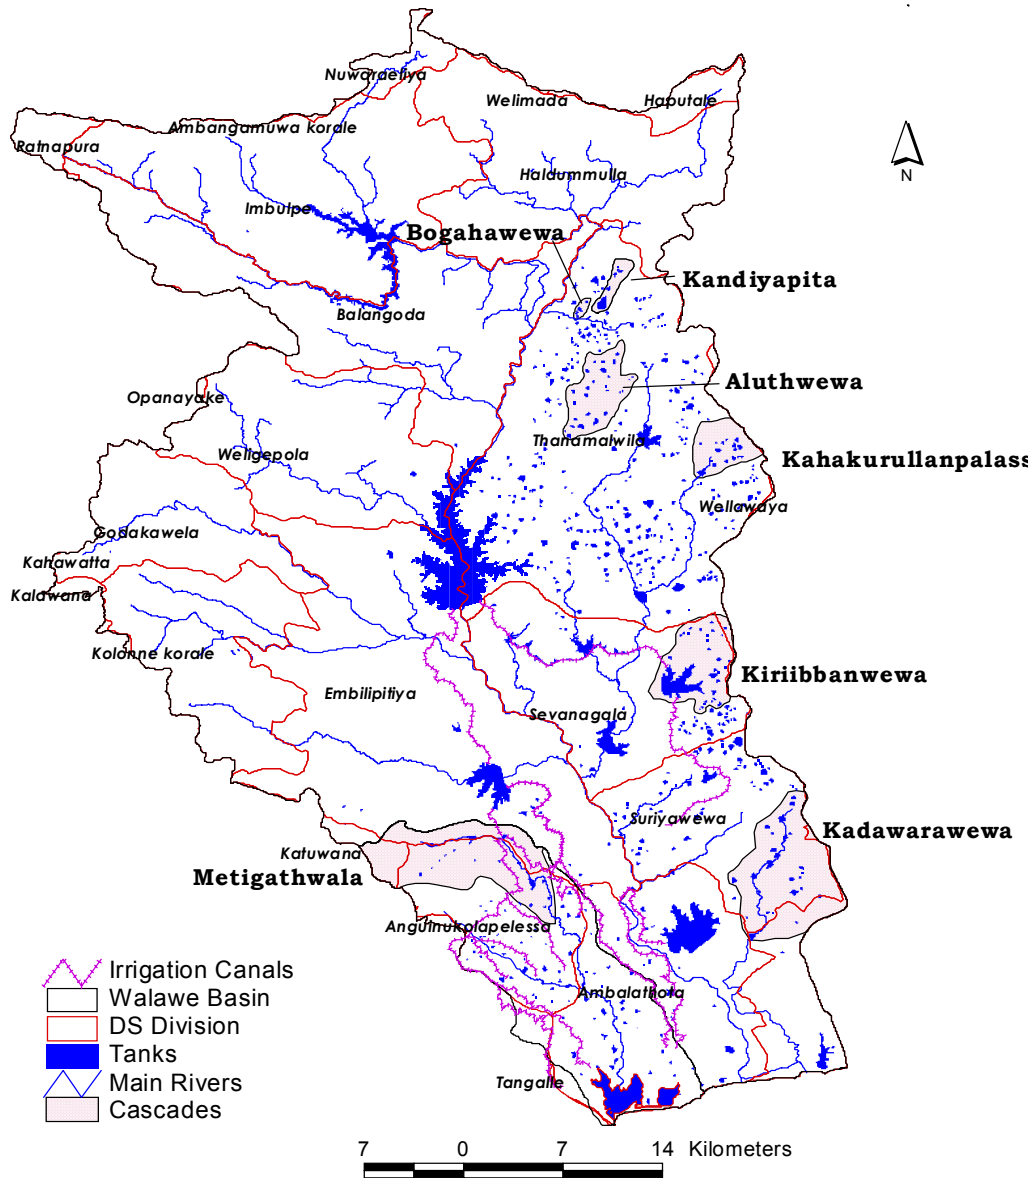 Nuwaraeliya
Welimada
Haputale
Ambangamuwa korale
Ratnapura
N
Haldummulla
Imbulpe
Bogahawewa
Kandiyapita
Balangoda
Aluthwewa
Opanayake
Thanamalwila
Weligepola
Kahakurullanpalass
Wellawaya
Godakawela
Kahawatta
Kalawana
Kolonne korale
Kiriibbanwewa
Embilipitiya
Sevanagala
Suriyawewa
Kadawarawewa
Katuwana
Metigathwala
Angunukolapelessa
Irrigation Canals
Walawe Basin
Ambalathota
DS Division
Tanks
Main Rivers
Tangalle
Cascades
7 0 7 14 Kilometers